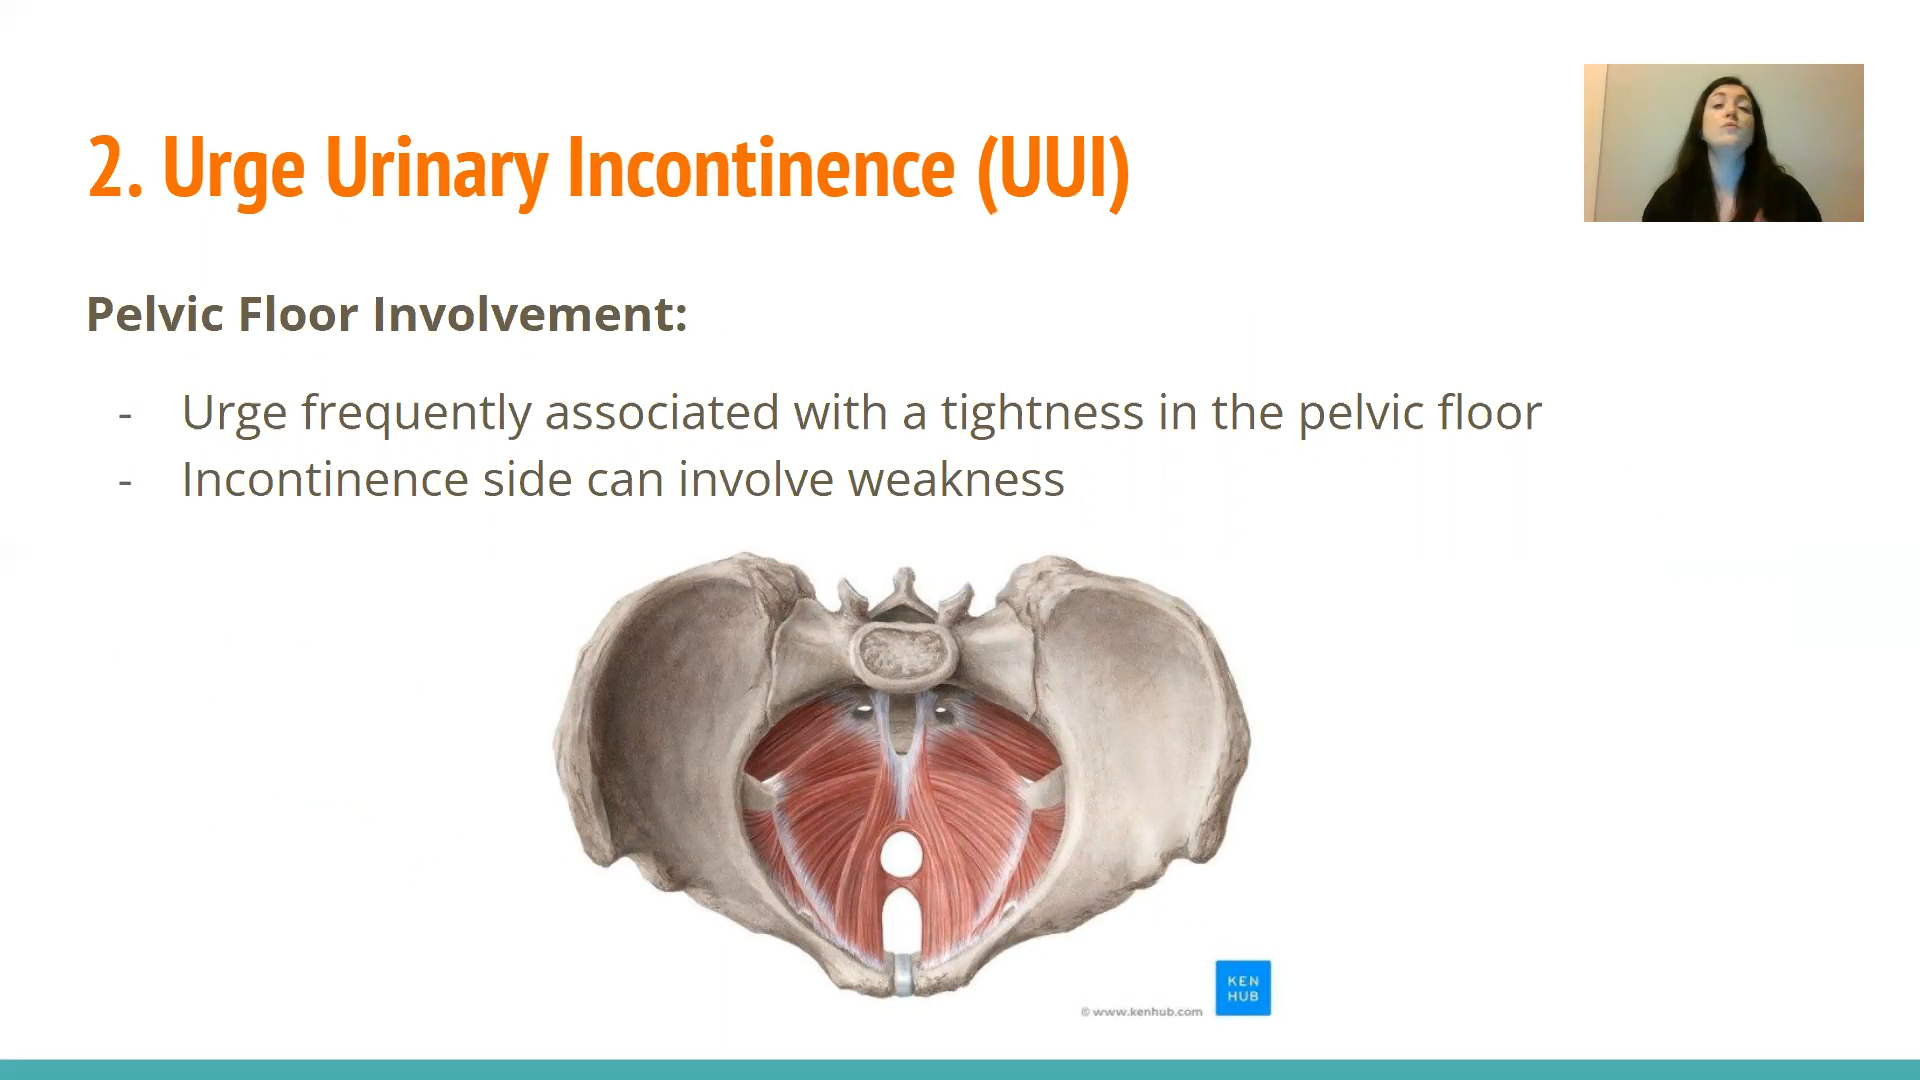 2. Urge Urinary Incontinence (UUI)
Pelvic Floor Involvement:
- Urge frequently associated with a tightness in the pelvic floor
- Incontinence side can involve weakness
© www.kenhub.com
KEN
HUB